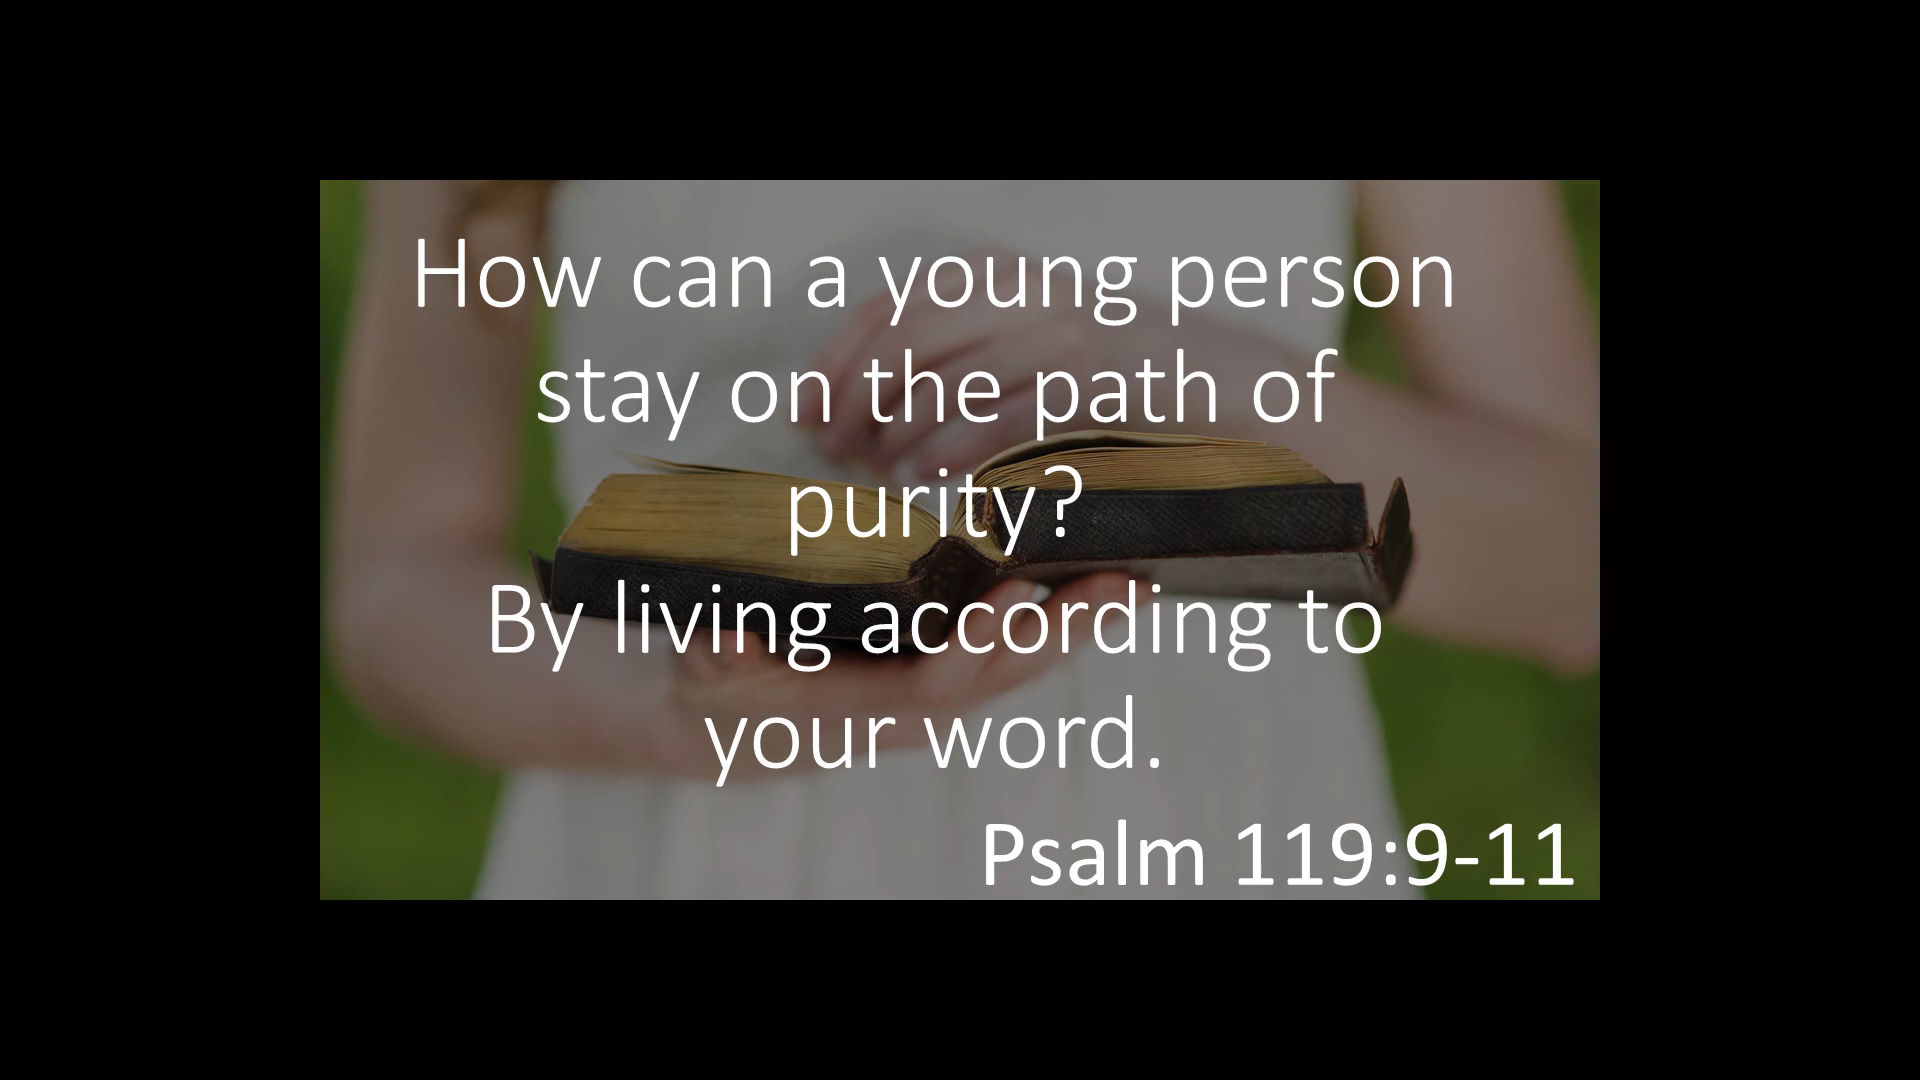 How can a young person
stay on the path of
purity?
By living according to
your word.
Psalm 119:9-11